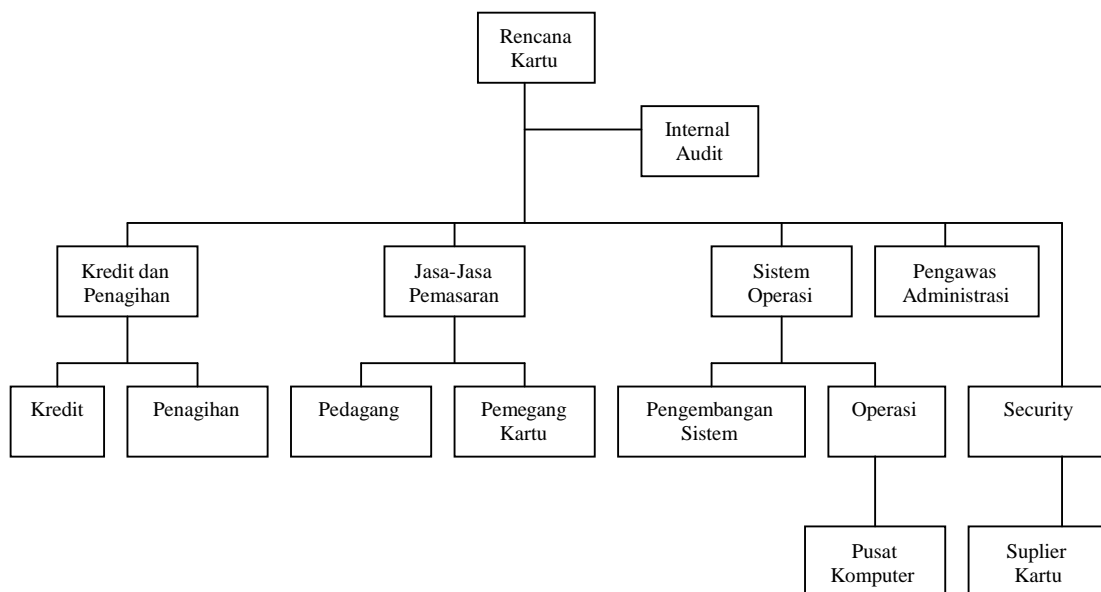 Rencana
Kartu
Internal
Audit
Kredit dan
Penagihan
Jasa-Jasa
Pemasaran
Sistem
Operasi
Pengawas
Administrasi
Kredit
Penagihan
Pedagang
Pemegang
Kartu
Pengembangan
Sistem
Operasi
Security
Pusat
Komputer
Suplier
Kartu